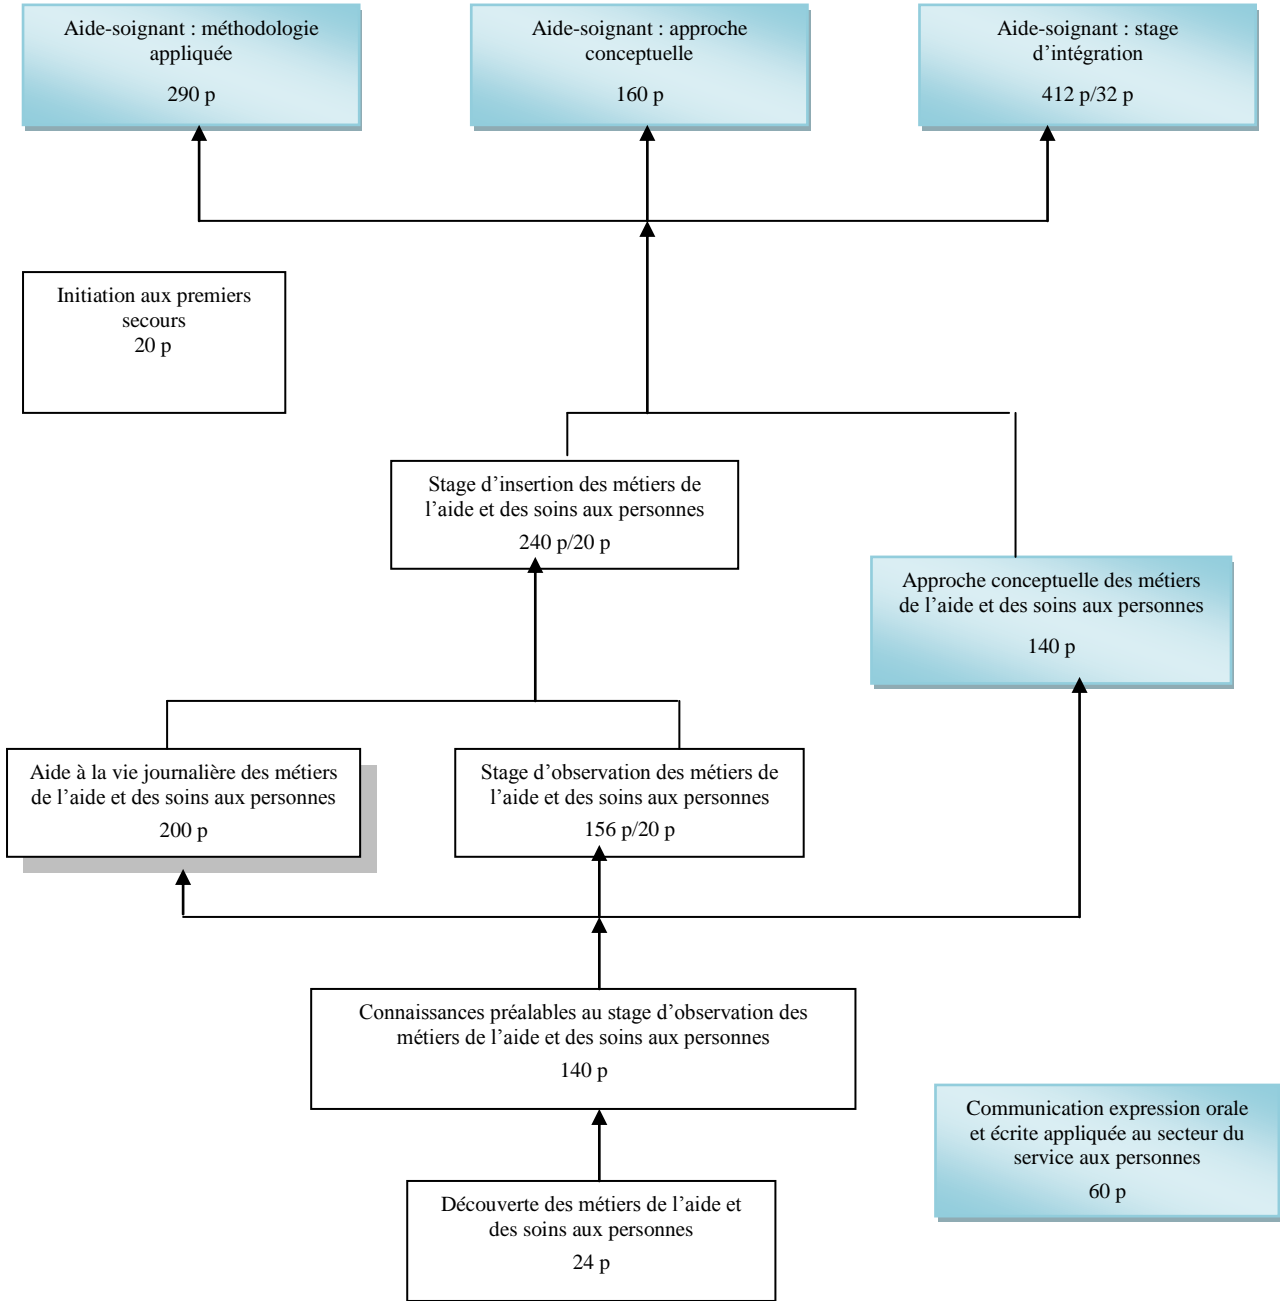 Aide-soignant : méthodologie
appliquée
290 p
Aide-soignant : approche
conceptuelle
160 p
Aide-soignant : stage
d’intégration
412 p/32 p
Initiation aux premiers
secours
20 p
Stage d’insertion des métiers de
l’aide et des soins aux personnes
240 p/20 p
Approche conceptuelle des métiers
de l’aide et des soins aux personnes
140 p
Aide à la vie journalière des métiers
de l’aide et des soins aux personnes
200 p
Stage d’observation des métiers de
l’aide et des soins aux personnes
156 p/20 p
Connaissances préalables au stage d’observation des
métiers de l’aide et des soins aux personnes
140 p
Communication expression orale
et écrite appliquée au secteur du
service aux personnes
60 p
Découverte des métiers de l’aide et
des soins aux personnes
24 p